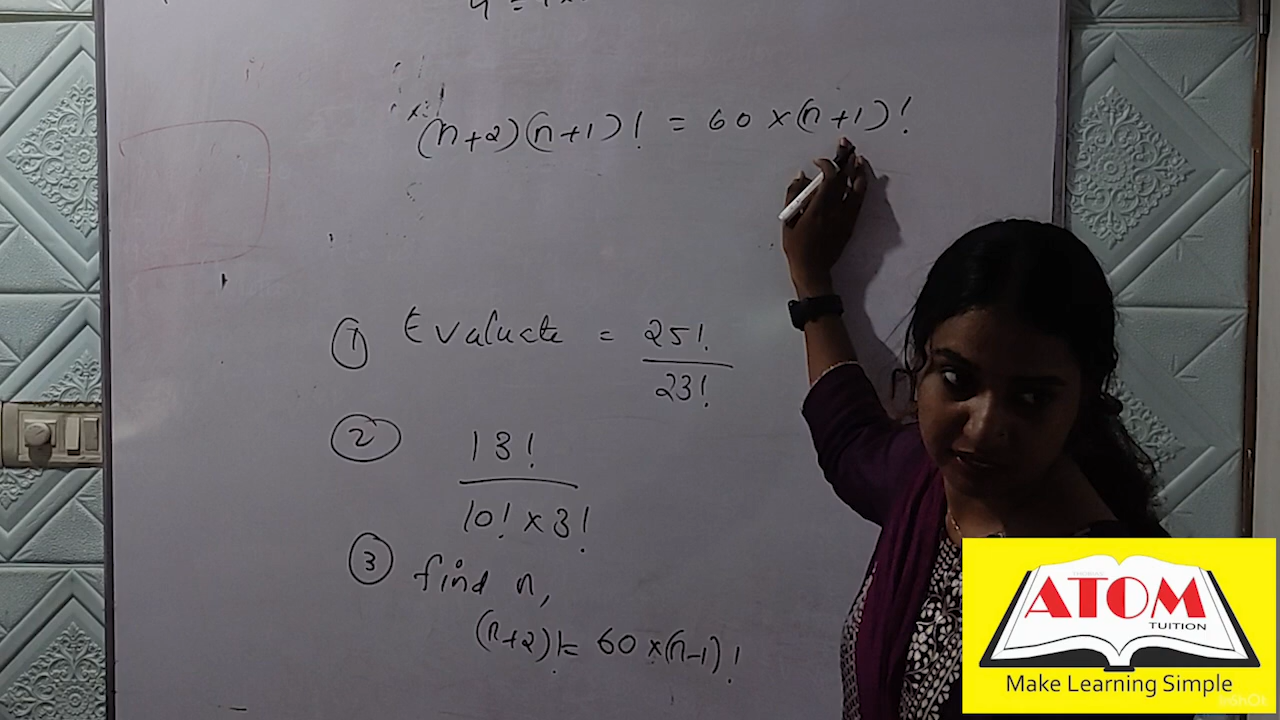 (n+2)(n+1)! = 60 × (n+1)!
① Evaluate = 25!
23!
② 13!
10! × 3!
③ find n,
(n+2)! = 60 × (n-1)!
ATOM
TUITION
Make Learning Simple